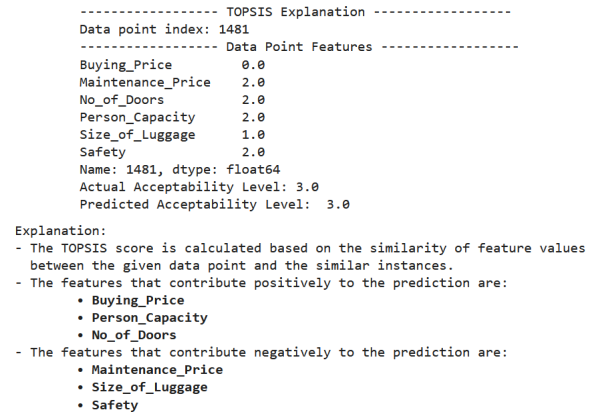 ------------------ TOPSIS Explanation ------------------
Data point index: 1481
------------------ Data Point Features ------------------
Buying_Price 0.0
Maintenance_Price 2.0
No_of_Doors 2.0
Person_Capacity 2.0
Size_of_Luggage 1.0
Safety 2.0
Name: 1481, dtype: float64
Actual Acceptability Level: 3.0
Predicted Acceptability Level:  3.0
Explanation:
- The TOPSIS score is calculated based on the similarity of feature values
between the given data point and the similar instances.
- The features that contribute positively to the prediction are:
• Buying_Price
• Person_Capacity
• No_of_Doors
- The features that contribute negatively to the prediction are:
• Maintenance_Price
• Size_of_Luggage
• Safety